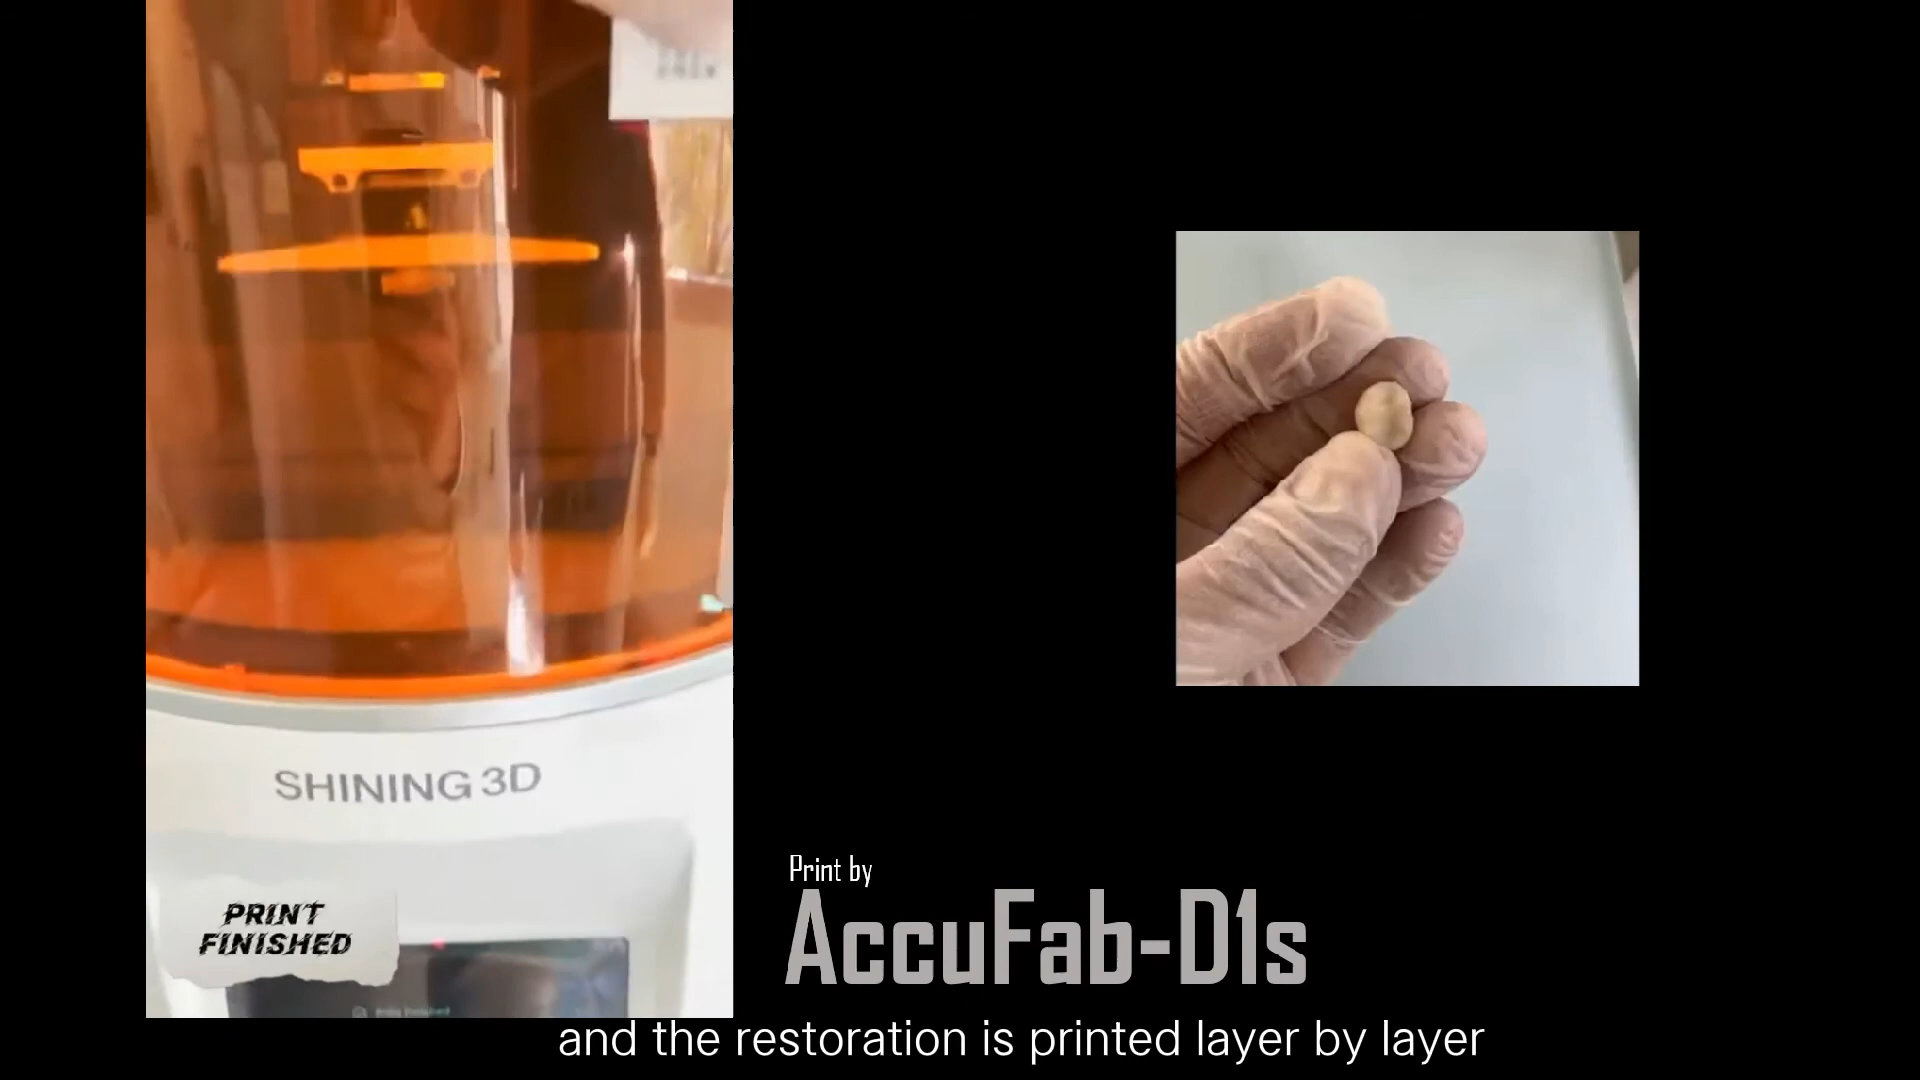 SHINING 3D
PRINT
FINISHED
Print by
AccuFab-D1s
and the restoration is printed layer by layer